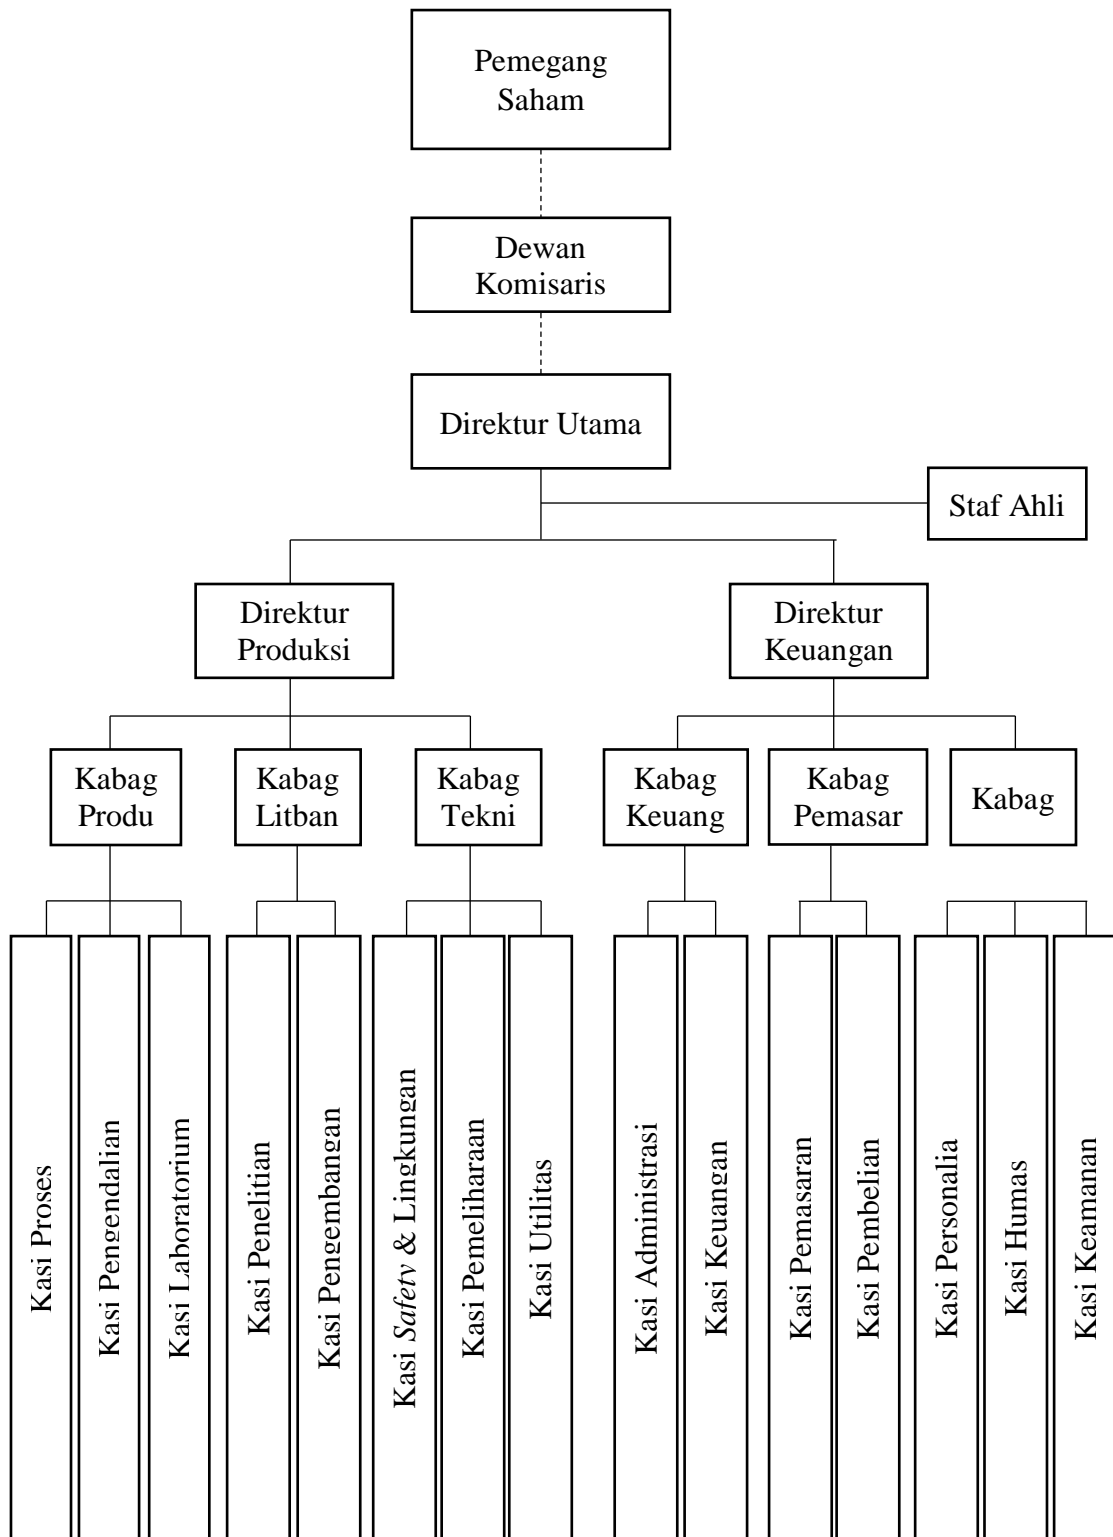 Pemegang
Saham
Dewan
Komisaris
Direktur Utama
Staf Ahli
Direktur
Produksi
Direktur
Keuangan
Kabag
Produ
Kabag
Litban
Kabag
Tekni
Kabag
Keuang
Kabag
Pemasar
Kabag
Kasi Proses
Kasi Pengendalian
Kasi Laboratorium
Kasi Penelitian
Kasi Pengembangan
Kasi Safety & Lingkungan
Kasi Pemeliharaan
Kasi Utilitas
Kasi Administrasi
Kasi Keuangan
Kasi Pemasaran
Kasi Pembelian
Kasi Personalia
Kasi Humas
Kasi Keamanan